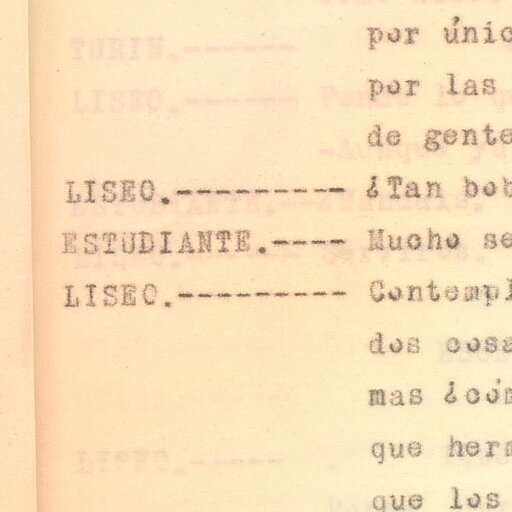 por únic
por las
de gente
LISEO.--------- ¿Tan bob
ESTUDIANTE.---- Mucho se
LISEO.--------- Contempl
dos cosa
mas ¿cóm
que herm
que los